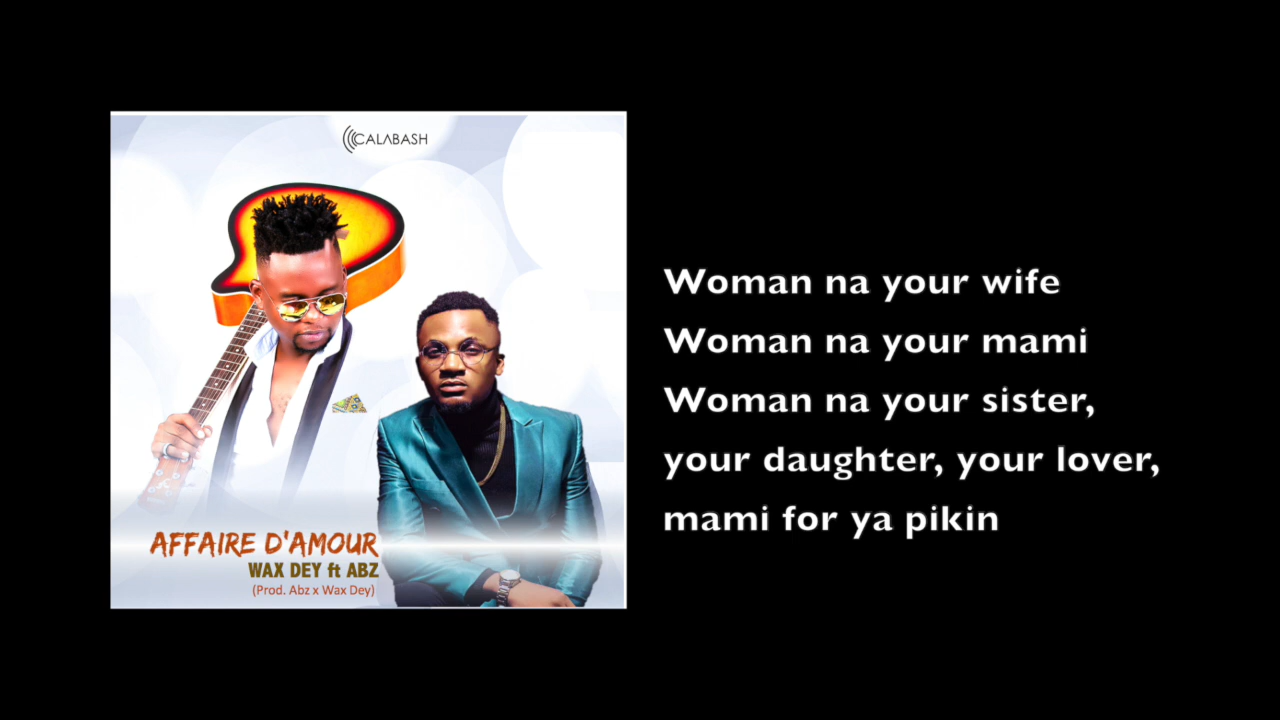 CALABASH
AFFAIRE D'AMOUR
WAX DEY ft ABZ
(Prod. Abz x Wax Dey)
Woman na your wife
Woman na your mami
Woman na your sister,
your daughter, your lover,
mami for ya pikin